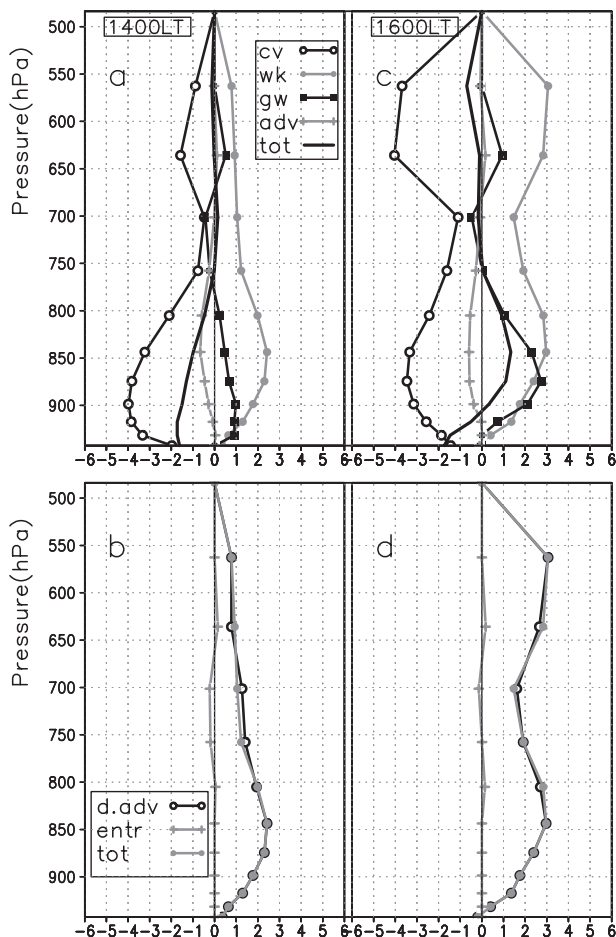 1400LT
1600LT
a
c
cv
wk
gw
adv
tot
Pressure(hPa)
500
550
600
650
700
750
800
850
900
-6-5-4-3-2-1 0 1 2 3 4 5 6
-6-5-4-3-2-1 0 1 2 3 4 5 6
b
d
d.adv
entr
tot
Pressure(hPa)
500
550
600
650
700
750
800
850
900
-6-5-4-3-2-1 0 1 2 3 4 5 6
-6-5-4-3-2-1 0 1 2 3 4 5 6